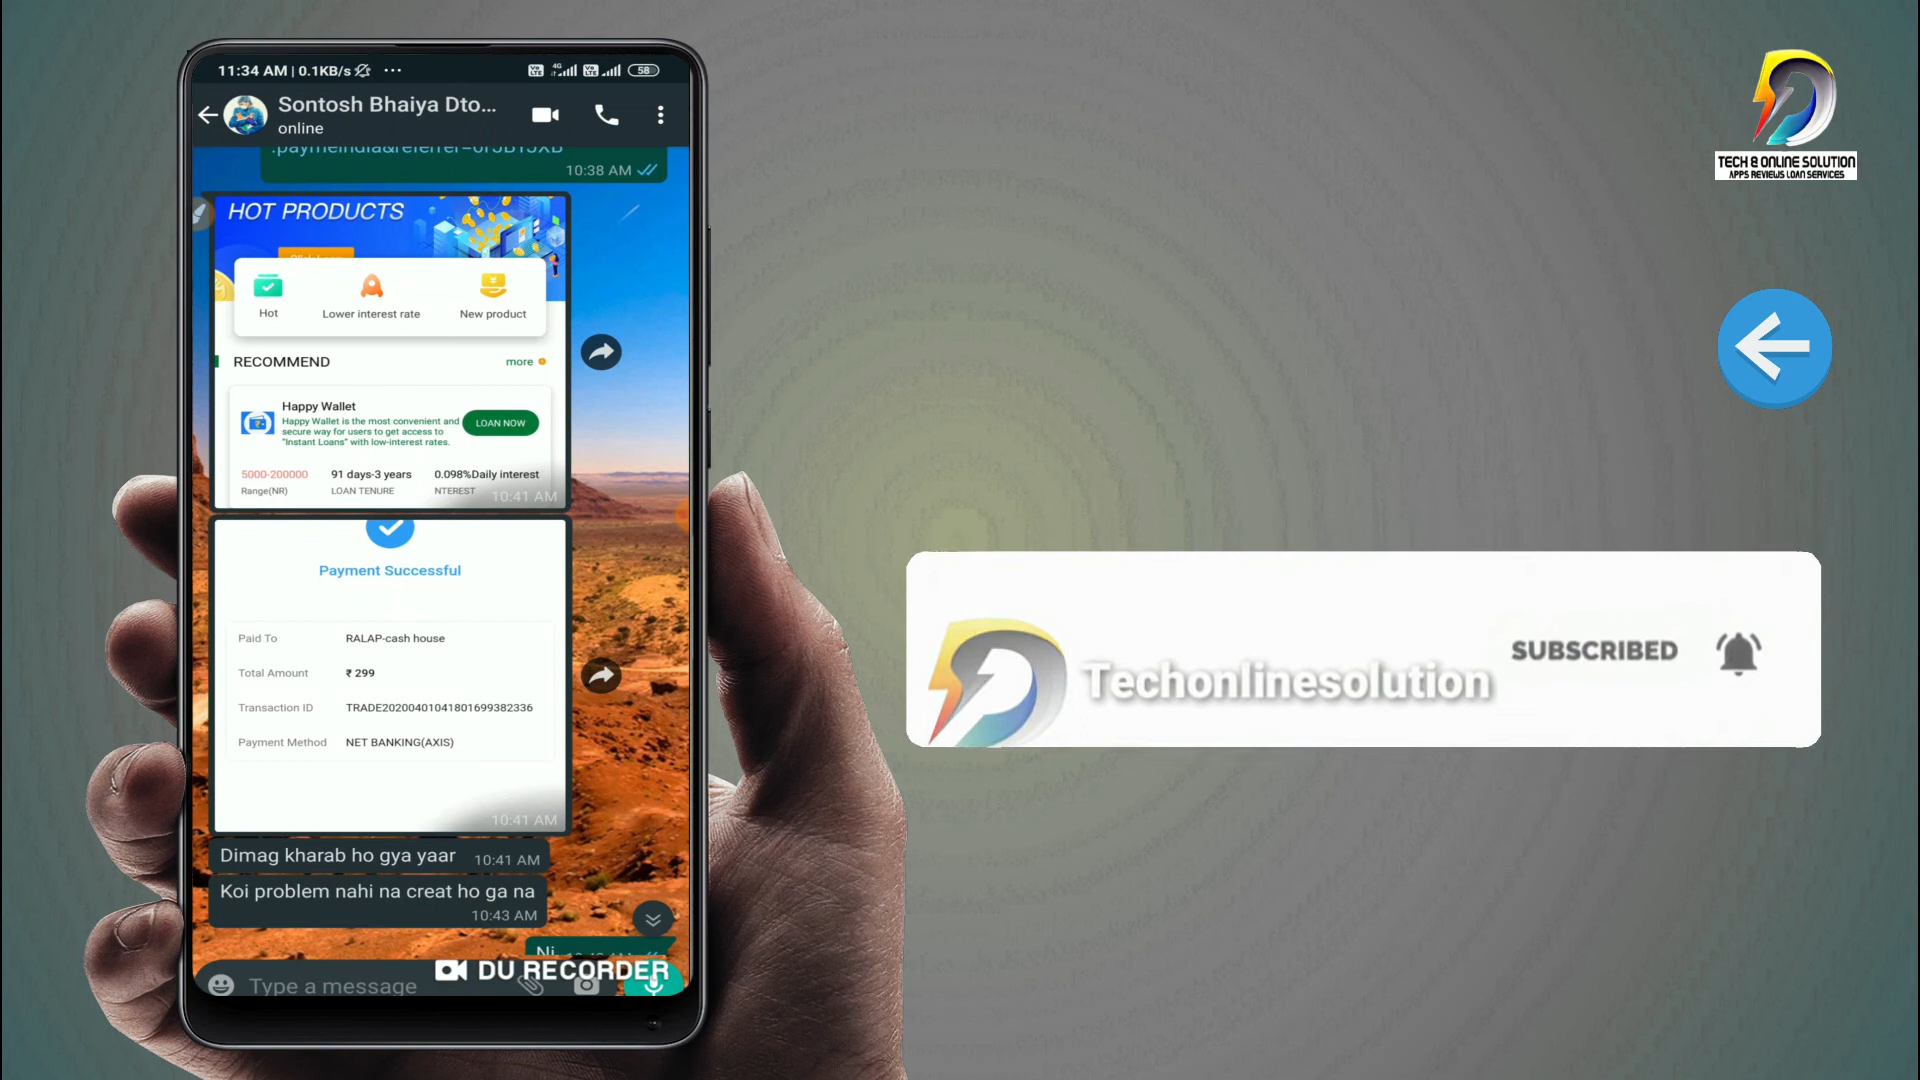 11:34 AM | 0.1KB/s
58
Sontosh Bhaiya Dto...
online
10:38 AM
HOT PRODUCTS
Hot
Lower interest rate
New product
RECOMMEND
more
Happy Wallet
Happy Wallet is the most convenient and
secure way for users to get access to
"Instant Loans" with low-interest rates.
LOAN NOW
5000-200000
91 days-3 years
0.098%Daily interest
Range(NR)
LOAN TENURE
NTEREST
10:41 AM
Payment Successful
Paid To
RALAP-cash house
Total Amount
₹ 299
Transaction ID
TRADE20200401041801699382336
Payment Method
NET BANKING(AXIS)
10:41 AM
Dimag kharab ho gya yaar
10:41 AM
Koi problem nahi na creat ho ga na
10:43 AM
DU RECORDER
Type a message
TECH & ONLINE SOLUTION
APPS REVIEWS LOAN SERVICES
Techonlinesolution
SUBSCRIBED